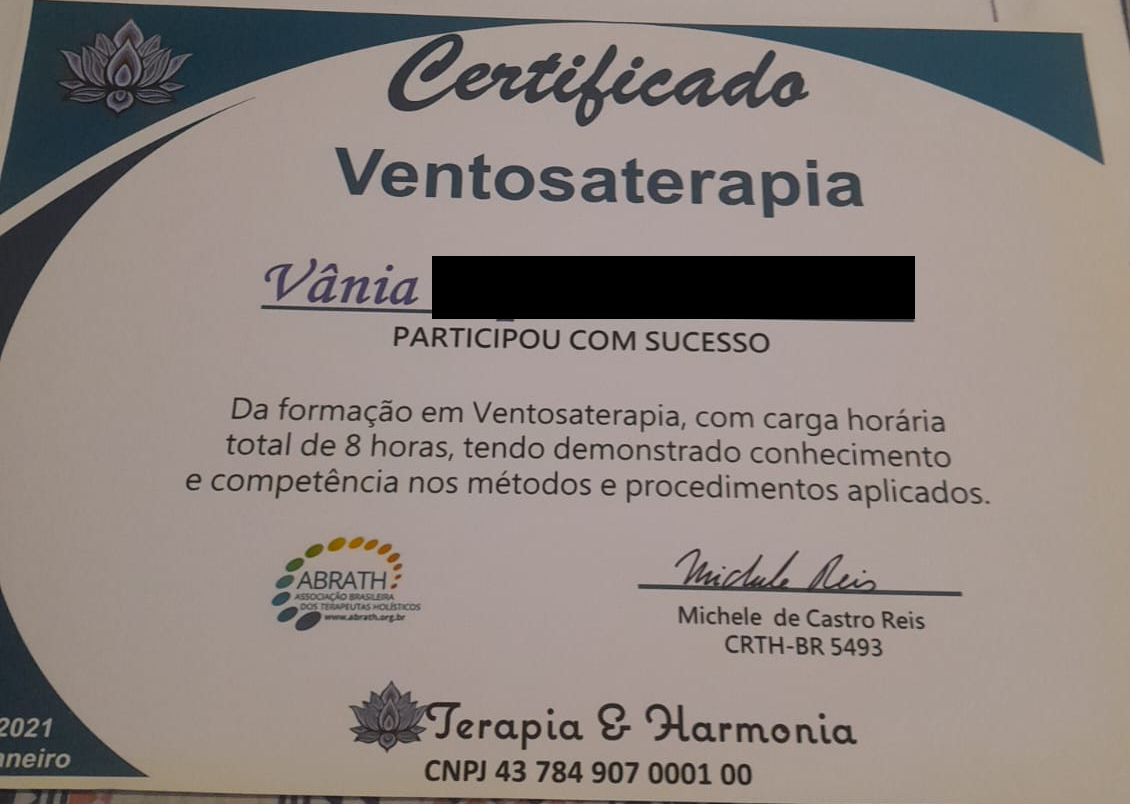 Certificado
Ventosaterapia
Vânia
PARTICIPOU COM SUCESSO
Da formação em Ventosaterapia, com carga horária
total de 8 horas, tendo demonstrado conhecimento
e competência nos métodos e procedimentos aplicados.
ABRATH
ASSOCIAÇÃO BRASILEIRA
DOS TERAPEUTAS HOLÍSTICOS
www.abrath.org.br
Michele Reis
Michele de Castro Reis
CRTH-BR 5493
Terapia & Harmonia
CNPJ 43 784 907 0001 00
2021
aneiro